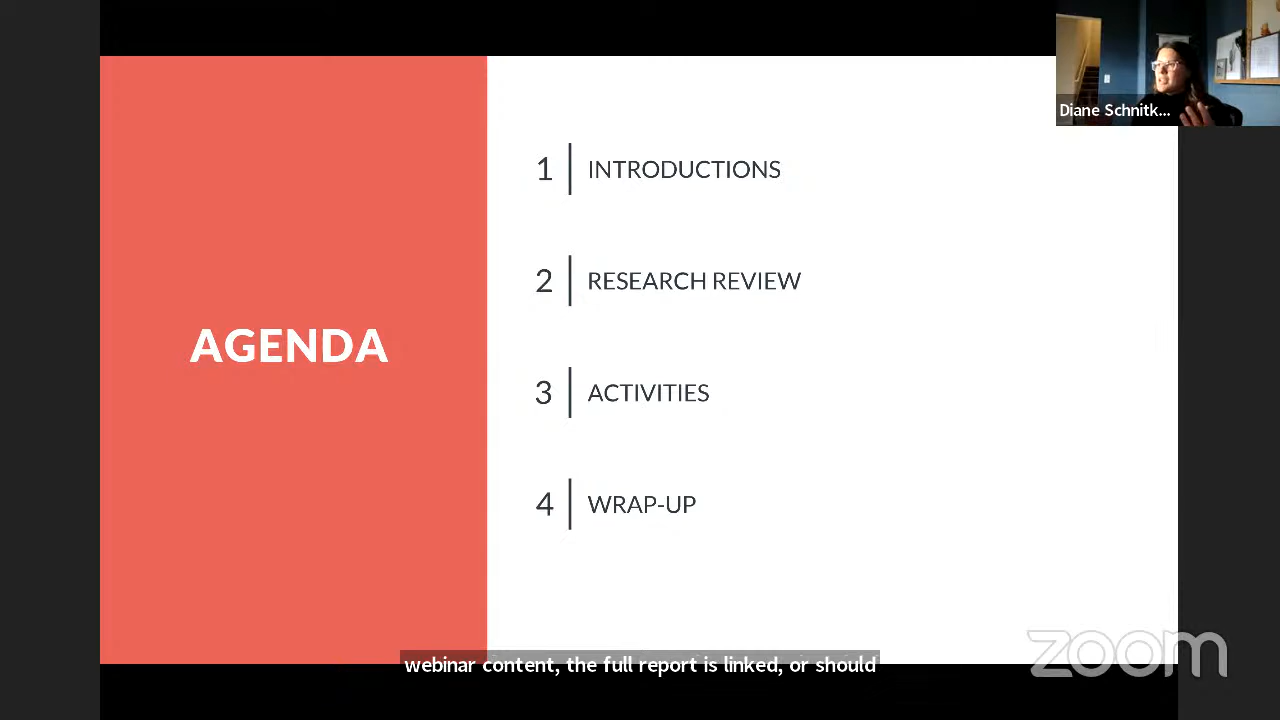 Diane Schnitk...
AGENDA
1 INTRODUCTIONS
2 RESEARCH REVIEW
3 ACTIVITIES
4 WRAP-UP
zoom
webinar content, the full report is linked, or should